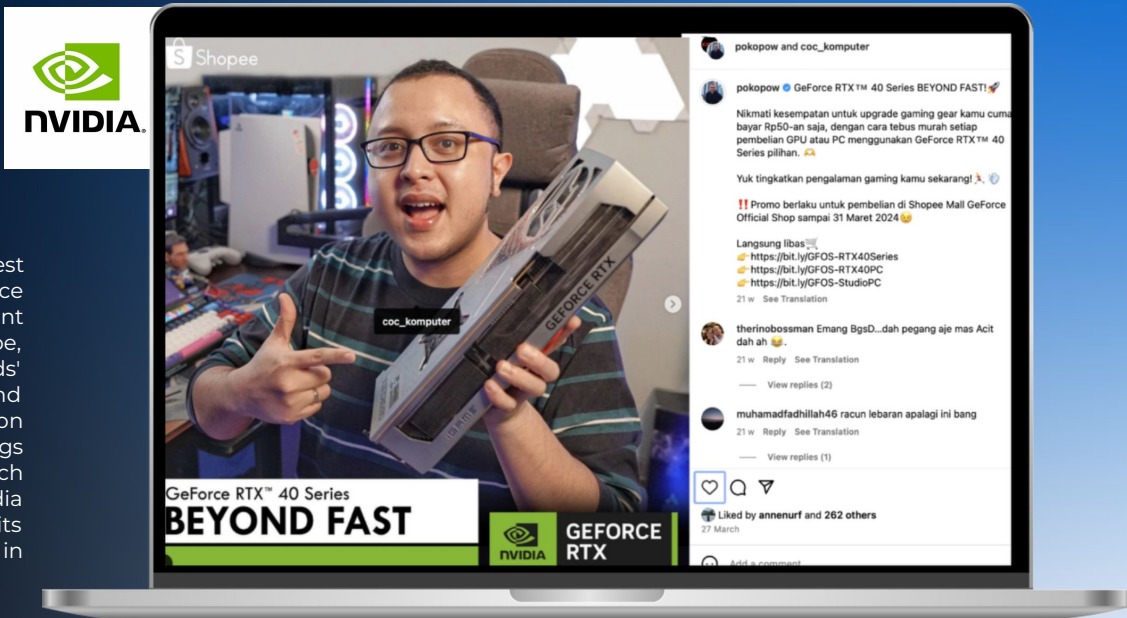 NVIDIA.
est
ce
nt
be,
ds'
nd
on
gs
ch
dia
its
in
Shopee
GEFORCE RTX
coc_komputer
GeForce RTX™ 40 Series
BEYOND FAST
NVIDIA
GEFORCE
RTX
pokopow and coc_komputer
pokopow GeForce RTX™ 40 Series BEYOND FAST!🚀
Nikmati kesempatan untuk upgrade gaming gear kamu cuma
bayar Rp50-an saja, dengan cara tebus murah setiap
pembelian GPU atau PC menggunakan GeForce RTX™ 40
Series pilihan. 🫶
Yuk tingkatkan pengalaman gaming kamu sekarang!🏃 🛡️
‼️ Promo berlaku untuk pembelian di Shopee Mall GeForce
Official Shop sampai 31 Maret 2024😉
Langsung libas🛒
👉https://bit.ly/GFOS-RTX40Series
👉https://bit.ly/GFOS-RTX40PC
👉https://bit.ly/GFOS-StudioPC
21 w See Translation
therinobossman Emang BgsD...dah pegang aje mas Acit
dah ah 😂.
21 w Reply See Translation
View replies (2)
muhamadfadhillah46 racun lebaran apalagi ini bang
21 w Reply See Translation
View replies (1)
Liked by annenurf and 262 others
27 March
Add a comment